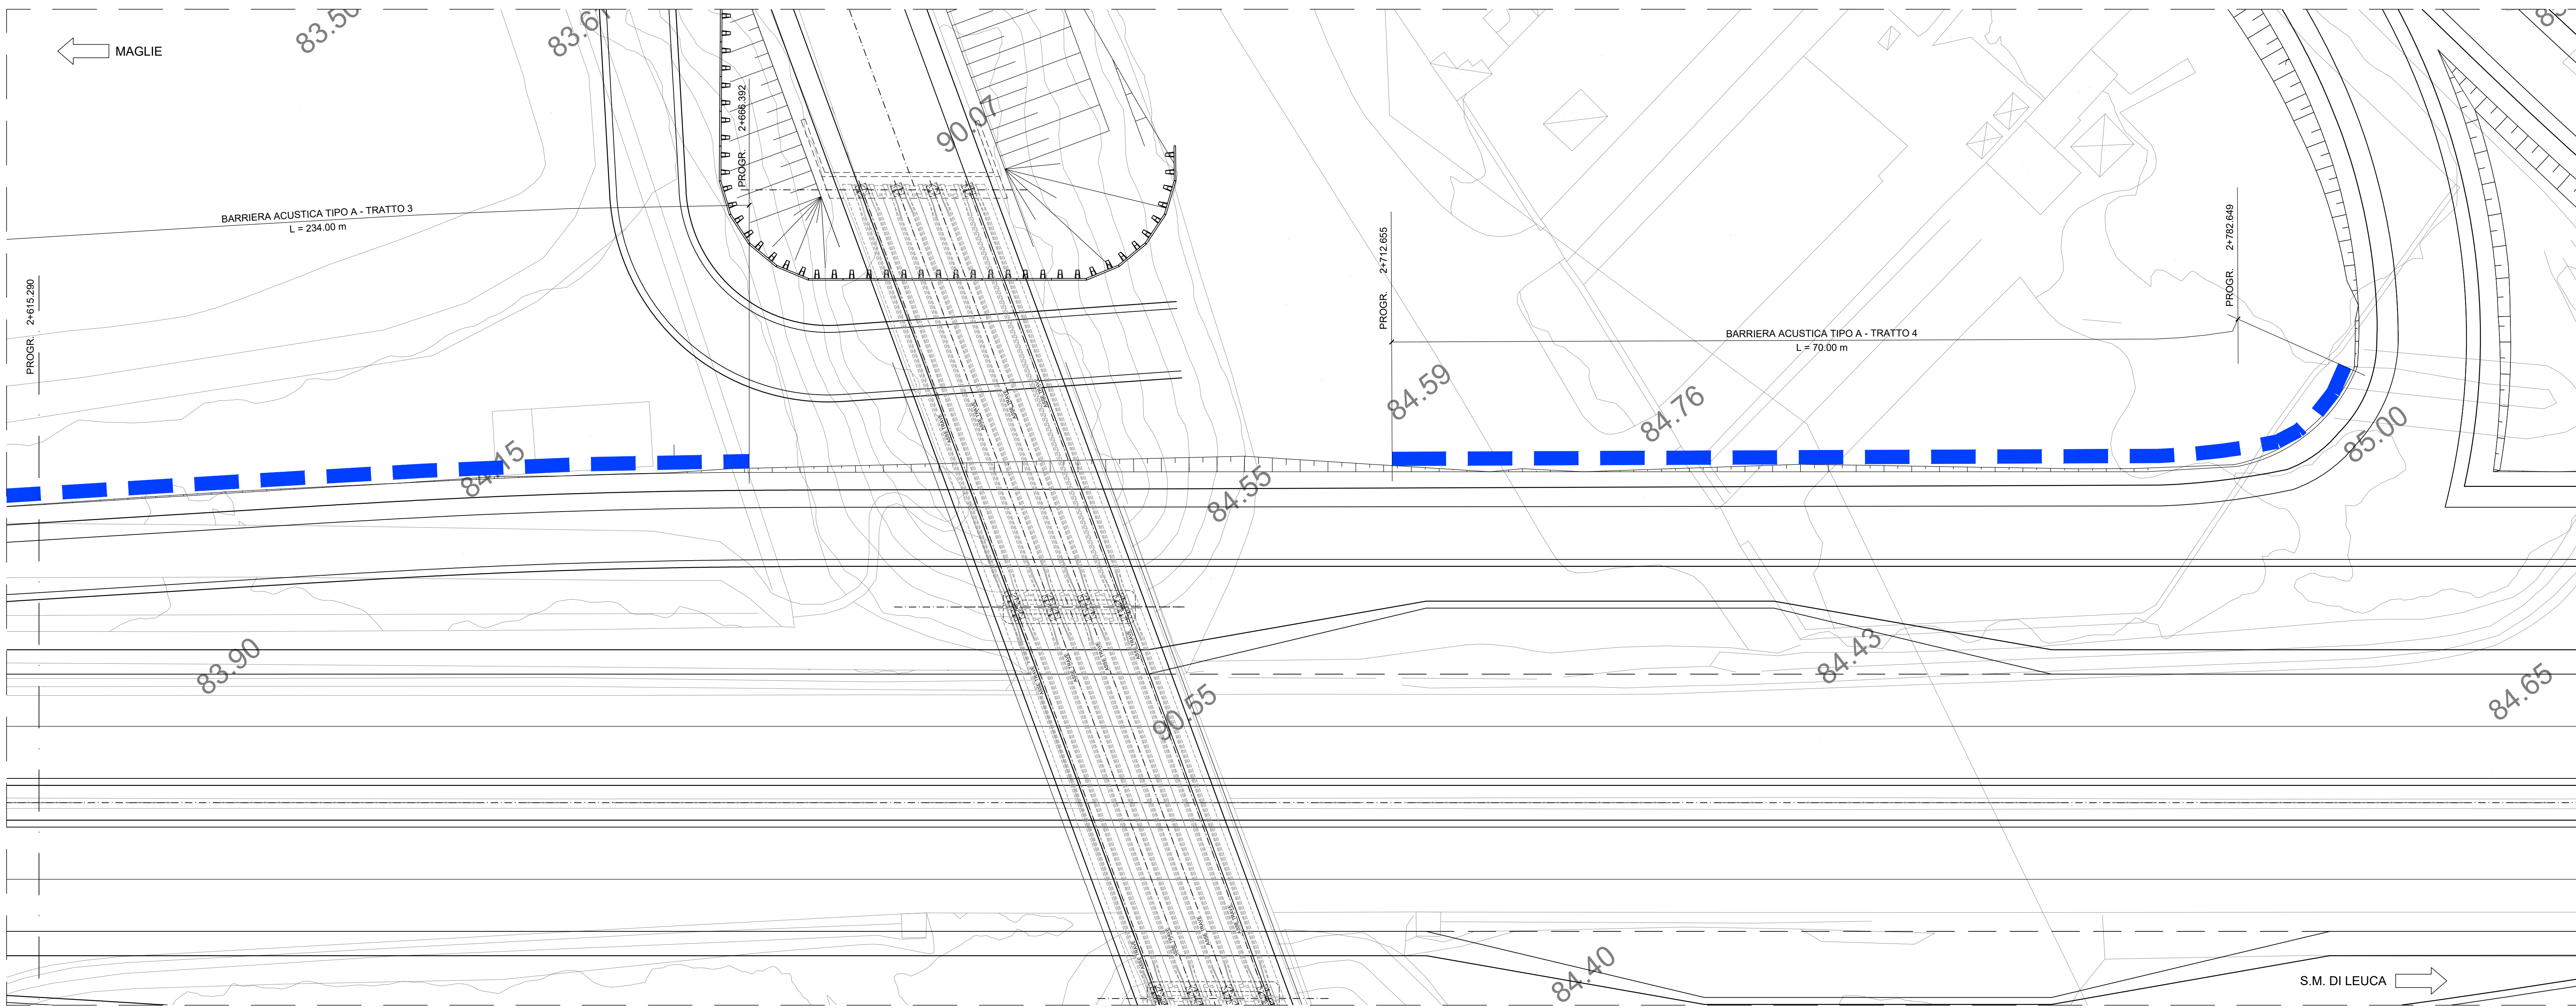 MAGLIE
83.50
83.61
90.07
PROGR. 2+666.392
BARRIERA ACUSTICA TIPO A - TRATTO 3
L = 234.00 m
PROGR. 2+615.290
PROGR. 2+712.655
PROGR. 2+782.649
BARRIERA ACUSTICA TIPO A - TRATTO 4
L = 70.00 m
84.59
84.76
85.00
84.15
84.55
83.90
84.43
84.65
90.55
84.40
S.M. DI LEUCA